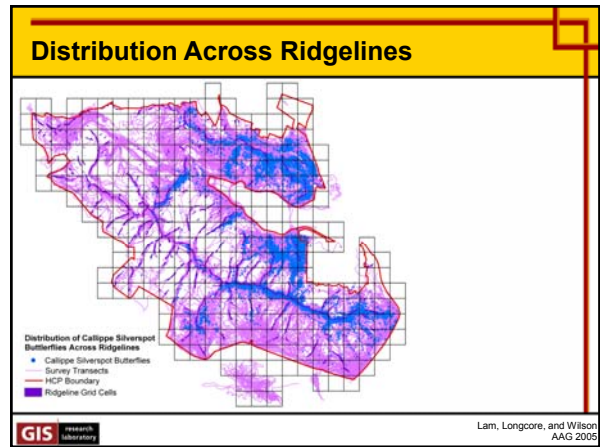 Distribution Across Ridgelines
Distribution of Callippe Silverspot
Buttlerflies Across Ridgelines
Callippe Silverspot Butterflies
Survey Transects
HCP Boundary
Ridgeline Grid Cells
GIS research
laboratory
Lam, Longcore, and Wilson
AAG 2005